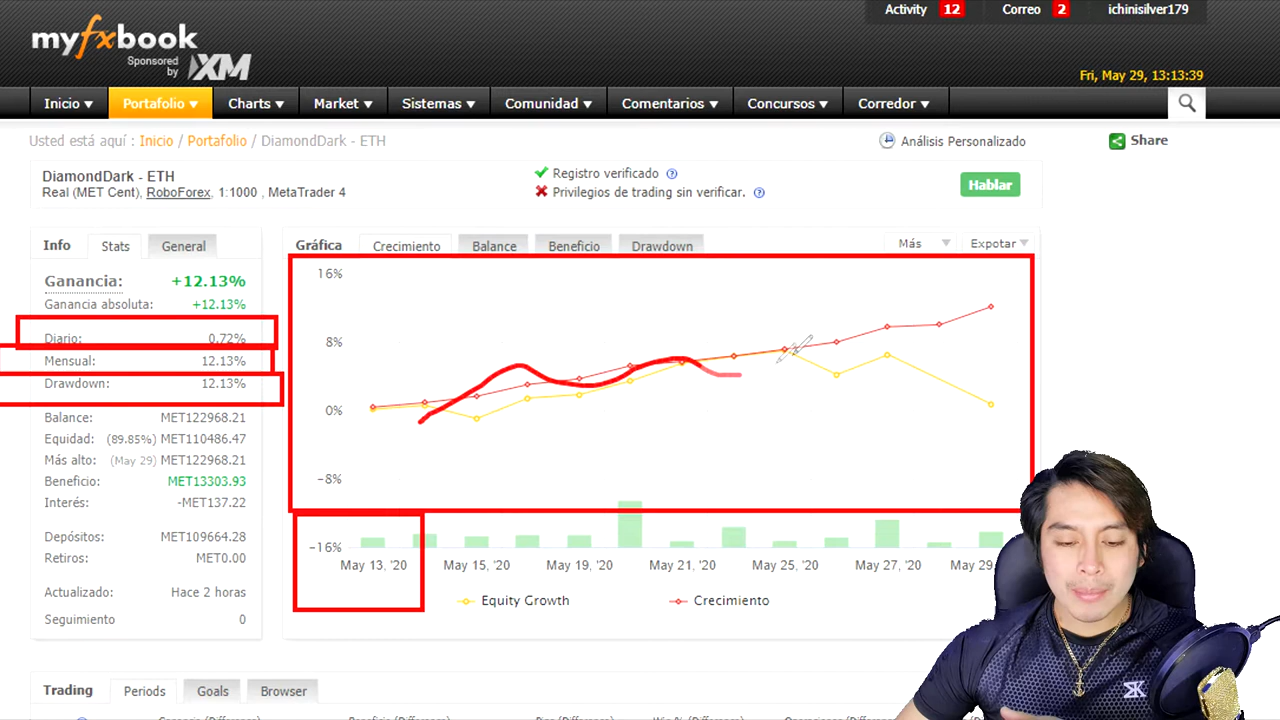 Activity 12 Correo 2 ichinisilver179
myfxbook
Sponsored by XM
Fri, May 29, 13:13:39
Inicio Portafolio Charts Market Sistemas Comunidad Comentarios Concursos Corredor
Usted está aquí : Inicio / Portafolio / DiamondDark - ETH
Análisis Personalizado
Share
DiamondDark - ETH
Real (MET Cent), RoboForex, 1:1000 , MetaTrader 4
Registro verificado
Privilegios de trading sin verificar.
Hablar
Info Stats General
Ganancia: +12.13%
Ganancia absoluta: +12.13%
Diario: 0.72%
Mensual: 12.13%
Drawdown: 12.13%
Balance: MET122968.21
Equidad: (89.85%) MET110486.47
Más alto: (May 29) MET122968.21
Beneficio: MET13303.93
Interés: -MET137.22
Depósitos: MET109664.28
Retiros: MET0.00
Actualizado: Hace 2 horas
Seguimiento 0
Gráfica Crecimiento Balance Beneficio Drawdown Más Expotar
16%
8%
0%
-8%
-16%
May 13, '20 May 15, '20 May 19, '20 May 21, '20 May 25, '20 May 27, '20 May 29,
Equity Growth Crecimiento
Trading Periods Goals Browser